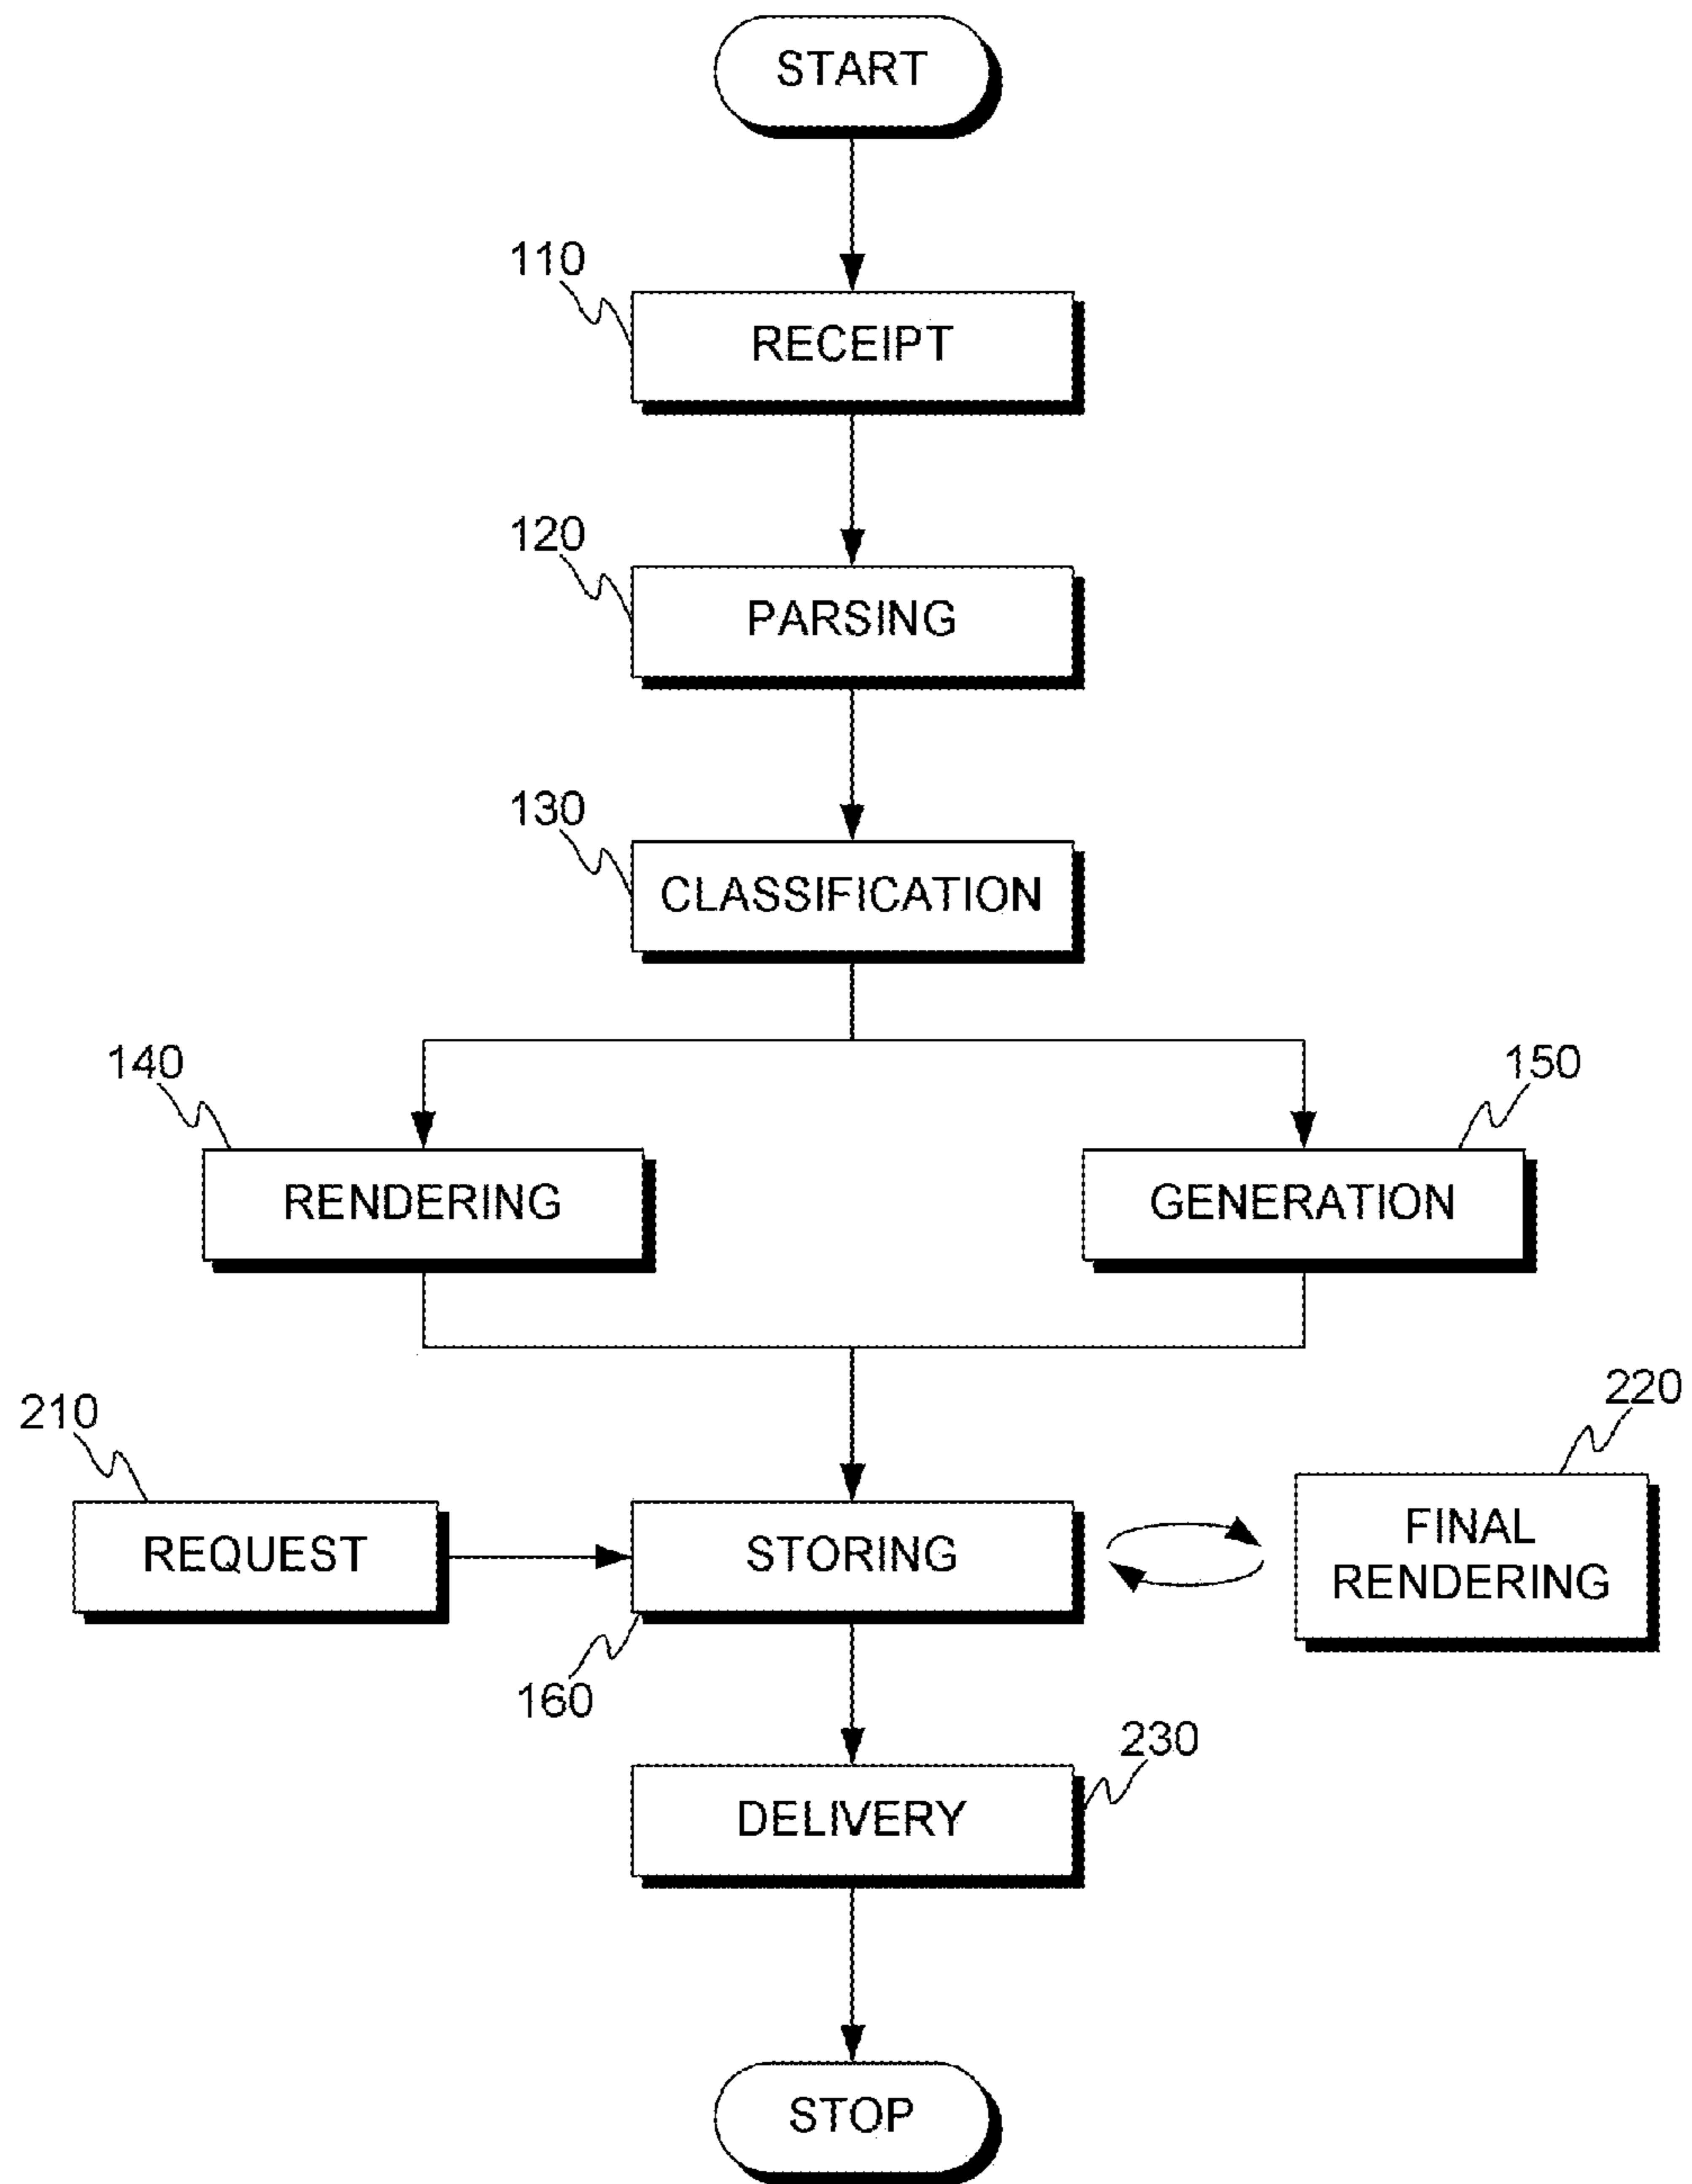 START
110
RECEIPT
120
PARSING
130
CLASSIFICATION
140
150
RENDERING
GENERATION
210
220
REQUEST
STORING
FINAL
RENDERING
160
230
DELIVERY
STOP